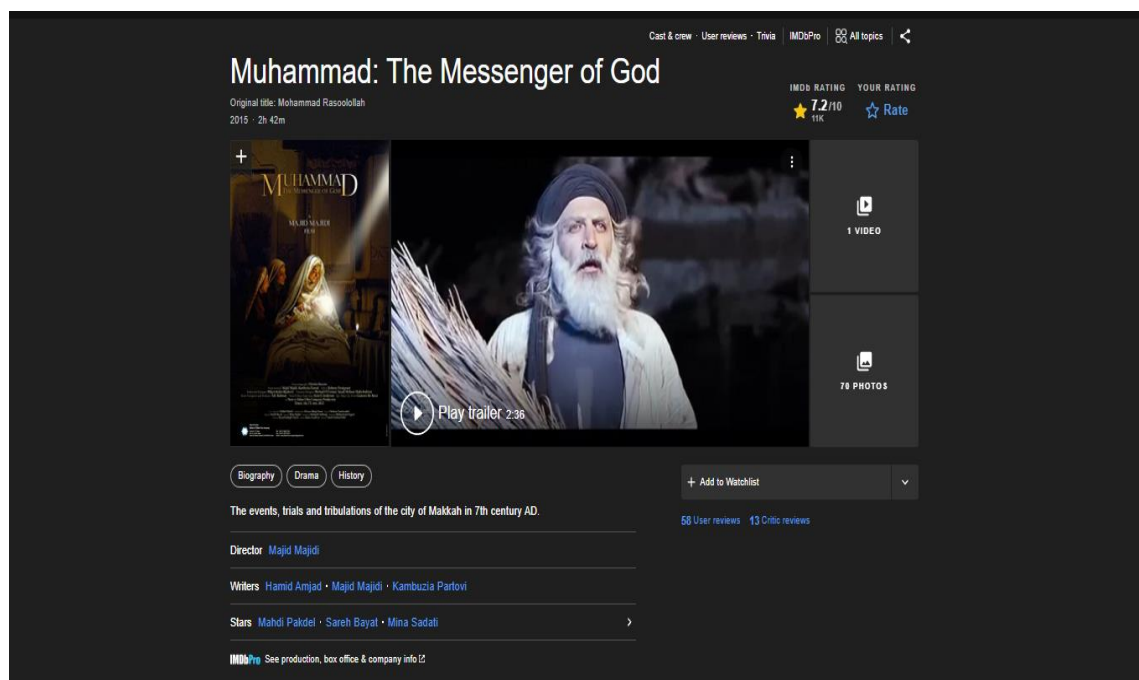 Cast & crew · User reviews · Trivia IMDbPro All topics
Muhammad: The Messenger of God
Original title: Mohammad Rasoolollah
2015 · 2h 42m
IMDb RATING YOUR RATING
7.2/10 Rate
11K
MUHAMMAD
THE MESSENGER OF GOD
A
MAJID MAJIDI
FILM
1 VIDEO
70 PHOTOS
Play trailer 2:36
Biography Drama History
+ Add to Watchlist
The events, trials and tribulations of the city of Makkah in 7th century AD.
58 User reviews 13 Critic reviews
Director Majid Majidi
Writers Hamid Amjad · Majid Majidi · Kambuzia Partovi
Stars Mahdi Pakdel · Sareh Bayat · Mina Sadati
IMDbPro See production, box office & company info